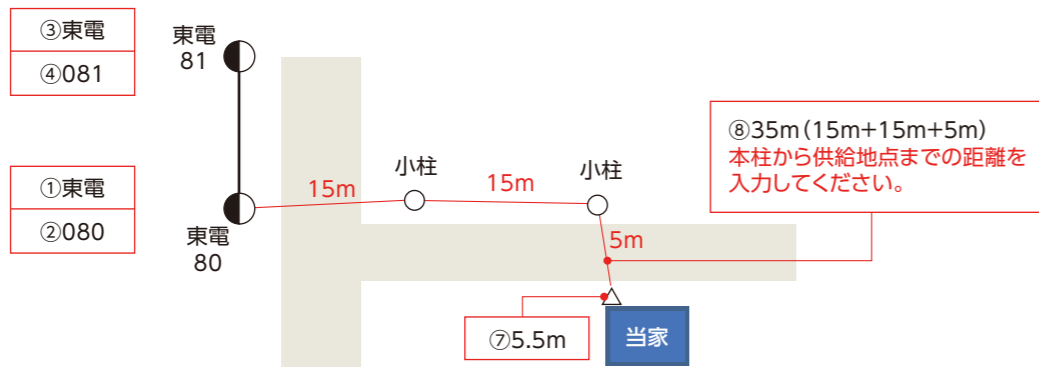 ③東電
④081
東電
81
①東電
②080
東電
80
15m
小柱
15m
小柱
5m
⑧35m（15m+15m+5m）
本柱から供給地点までの距離を
入力してください。
⑦5.5m
当家